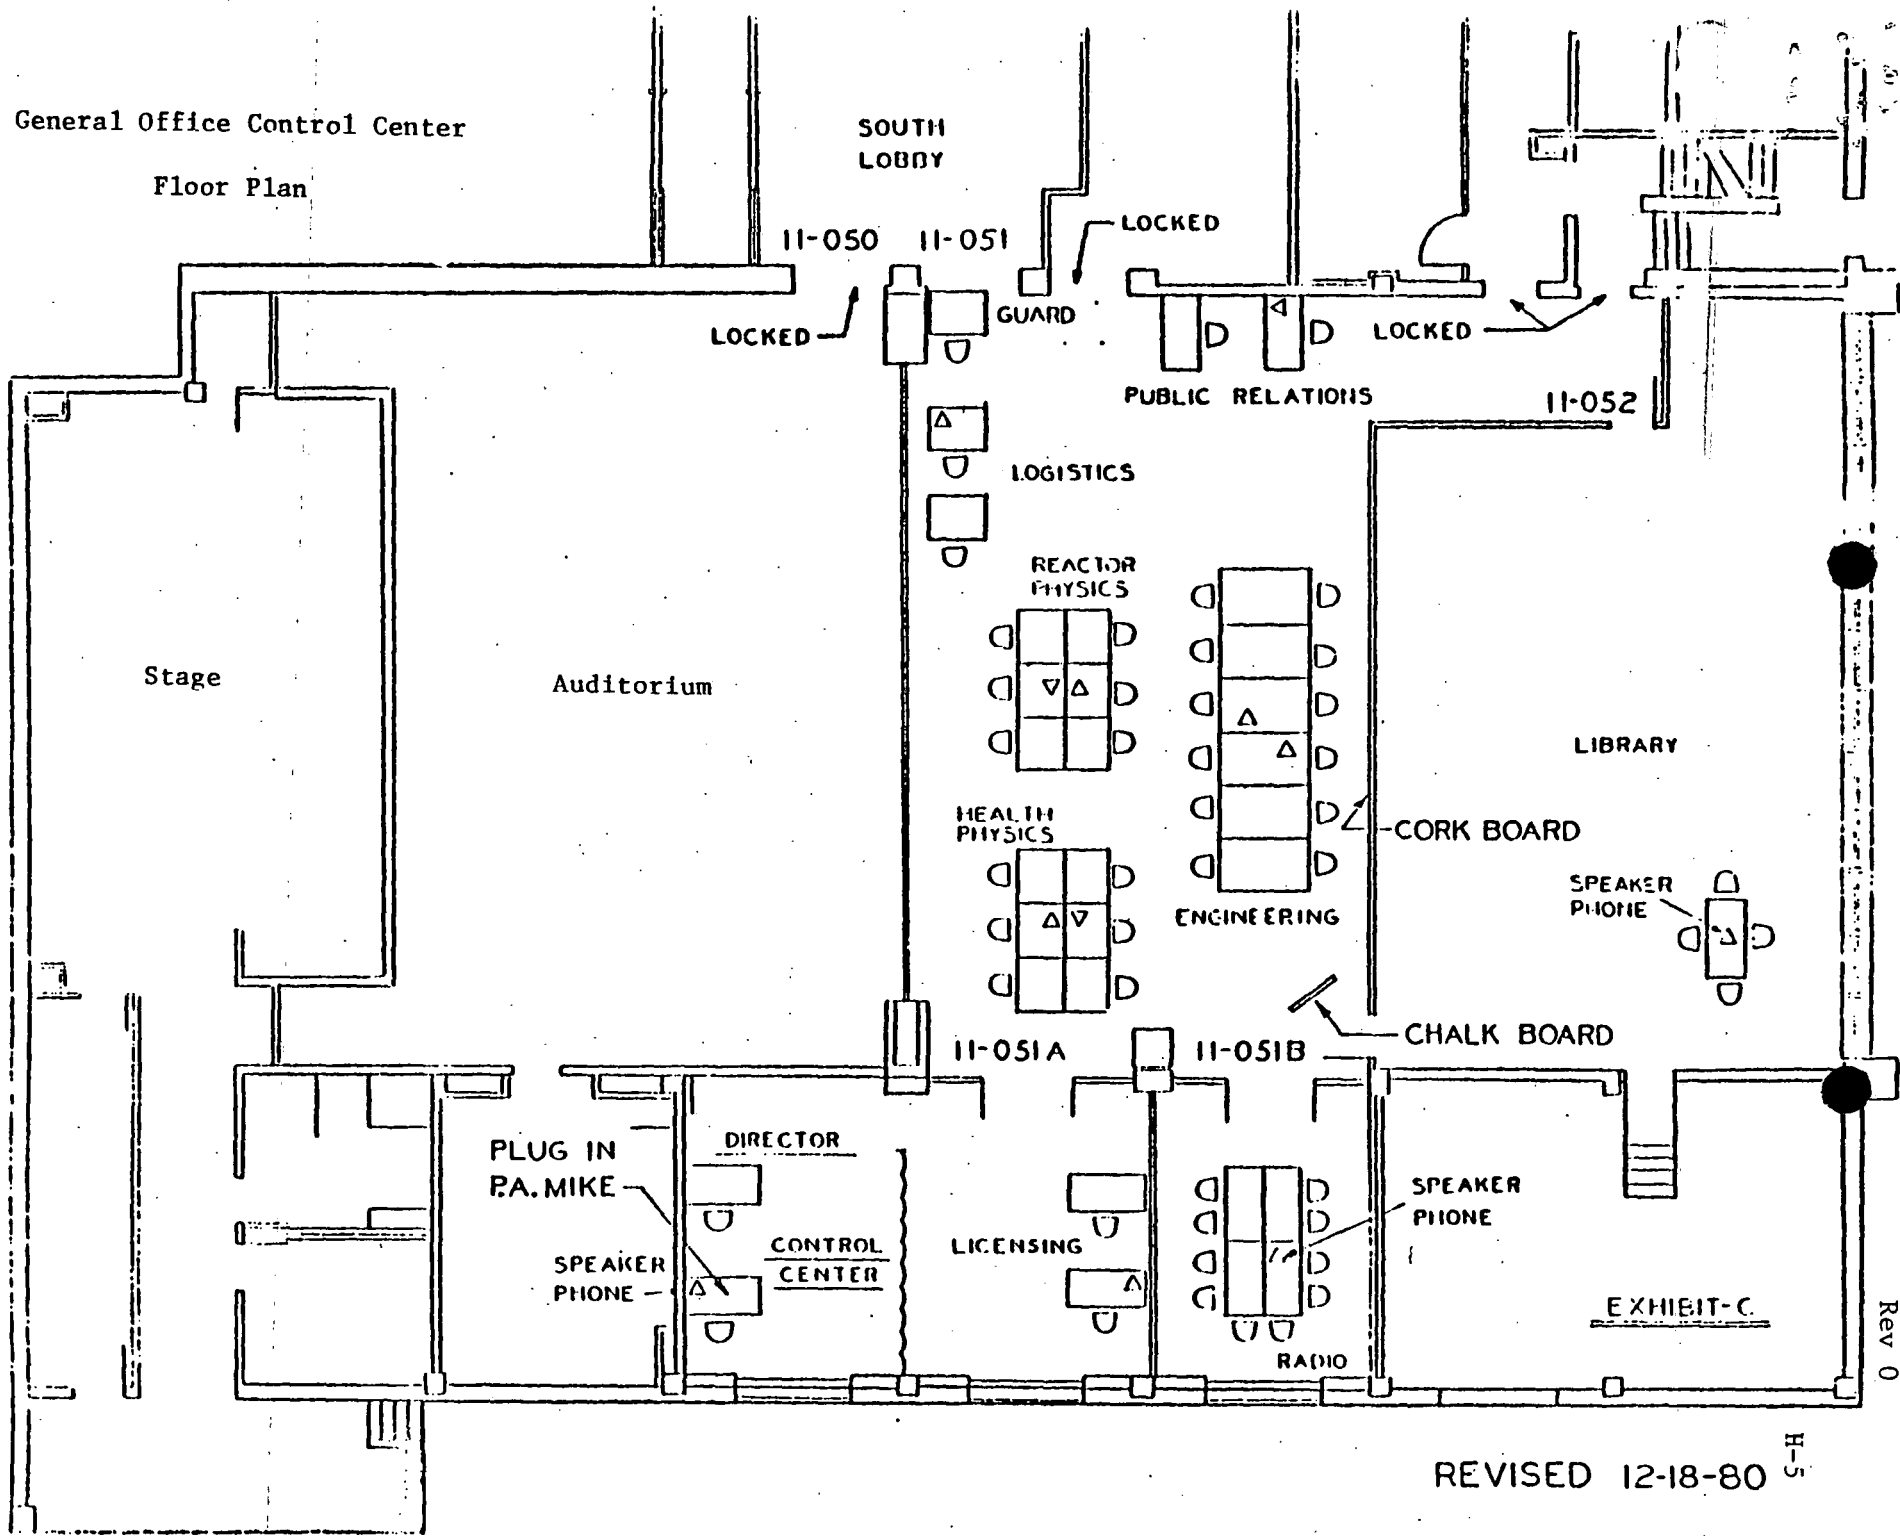 General Office Control Center
Floor Plan
SOUTH
LOBBY
11-050
11-051
LOCKED
LOCKED
GUARD
LOCKED
PUBLIC RELATIONS
11-052
LOGISTICS
REACTOR
PHYSICS
Stage
Auditorium
LIBRARY
HEALTH
PHYSICS
CORK BOARD
SPEAKER
PHONE
ENGINEERING
CHALK BOARD
11-051A
11-051B
DIRECTOR
PLUG IN
P.A. MIKE
SPEAKER
PHONE
CONTROL
CENTER
LICENSING
SPEAKER
PHONE
EXHIBIT-C
RADIO
Rev 0
H-5
REVISED 12-18-80